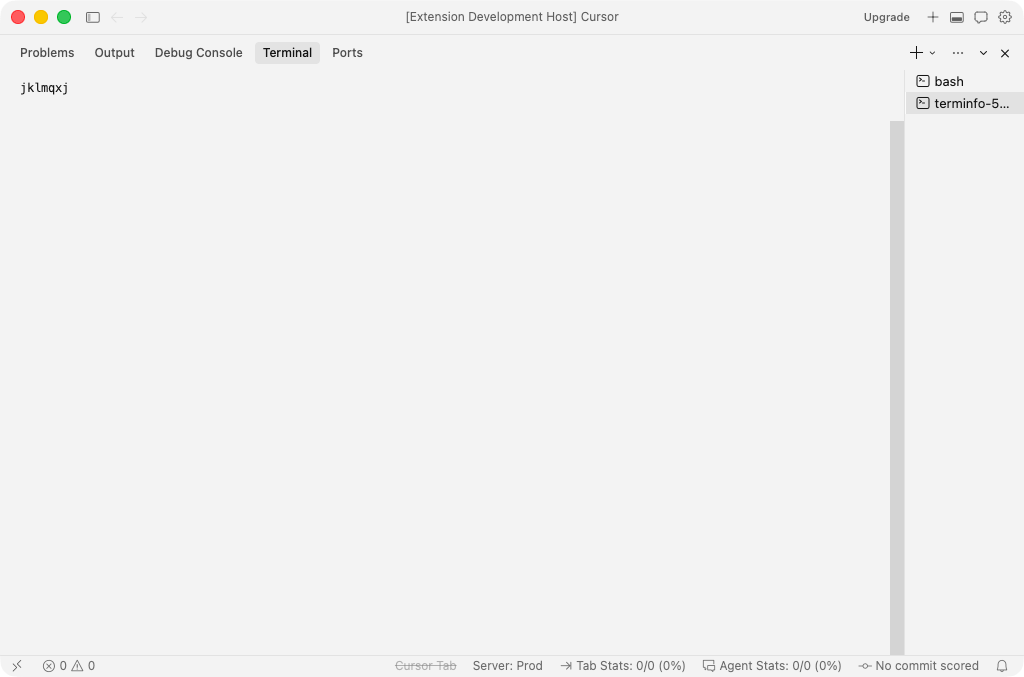 [Extension Development Host] Cursor
Upgrade
Problems Output Debug Console Terminal Ports
jklmqxj
bash
terminfo-5...
0 0 Cursor Tab Server: Prod Tab Stats: 0/0 (0%) Agent Stats: 0/0 (0%) No commit scored